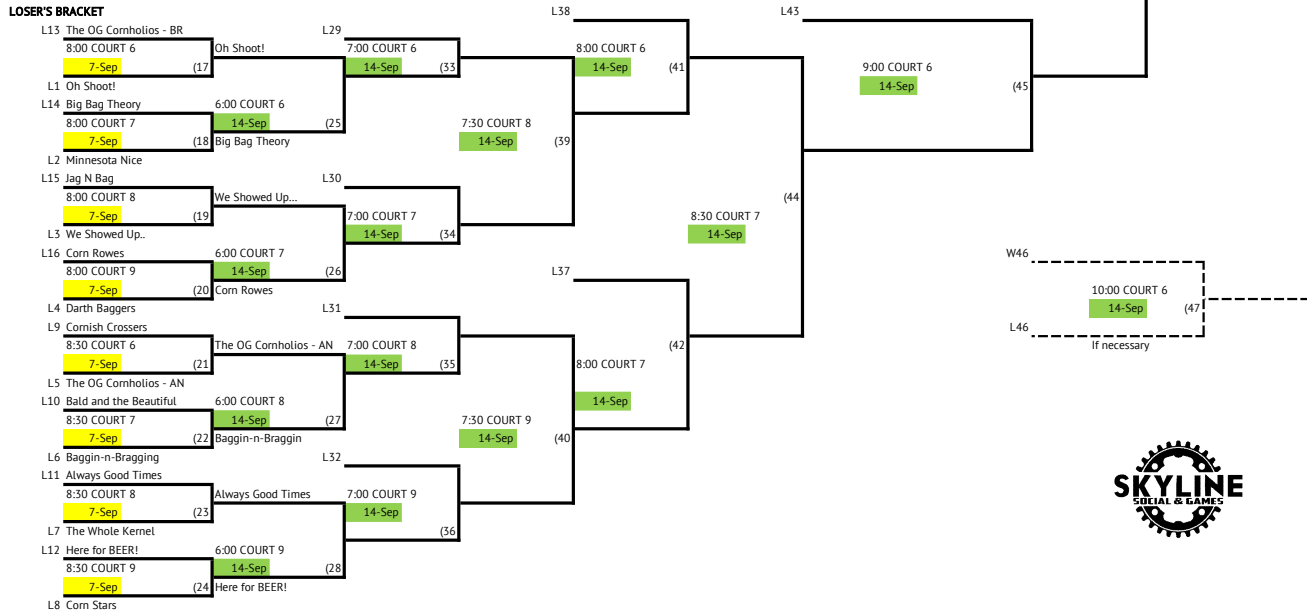 LOSER'S BRACKET
L38
L43
L13 The OG Cornholios - BR
L29
8:00 COURT 6
Oh Shoot!
7:00 COURT 6
8:00 COURT 6
7-Sep
(17
14-Sep
(33
14-Sep
(41
9:00 COURT 6
L1 Oh Shoot!
14-Sep
(45
L14 Big Bag Theory
6:00 COURT 6
8:00 COURT 7
14-Sep
(25
7:30 COURT 8
7-Sep
(18
Big Bag Theory
14-Sep
(39
L2 Minnesota Nice
L15 Jag N Bag
L30
8:00 COURT 8
We Showed Up...
(44
7-Sep
(19
7:00 COURT 7
8:30 COURT 7
L3 We Showed Up..
14-Sep
(34
14-Sep
L16 Corn Rowes
6:00 COURT 7
W46
8:00 COURT 9
14-Sep
(26
L37
7-Sep
(20
Corn Rowes
10:00 COURT 6
L4 Darth Baggers
L31
14-Sep
(47
L9 Cornish Crossers
L46
8:30 COURT 6
The OG Cornholios - AN
7:00 COURT 8
(42
If necessary
7-Sep
(21
14-Sep
(35
8:00 COURT 7
L5 The OG Cornholios - AN
L10 Bald and the Beautiful
6:00 COURT 8
14-Sep
8:30 COURT 7
14-Sep
(27
7:30 COURT 9
7-Sep
(22
Baggin-n-Braggin
14-Sep
(40
L6 Baggin-n-Bragging
L32
L11 Always Good Times
8:30 COURT 8
Always Good Times
7:00 COURT 9
SKYLINE
SOCIAL & GAMES
7-Sep
(23
14-Sep
L7 The Whole Kernel
(36
L12 Here for BEER!
6:00 COURT 9
8:30 COURT 9
14-Sep
(28
7-Sep
(24
Here for BEER!
L8 Corn Stars